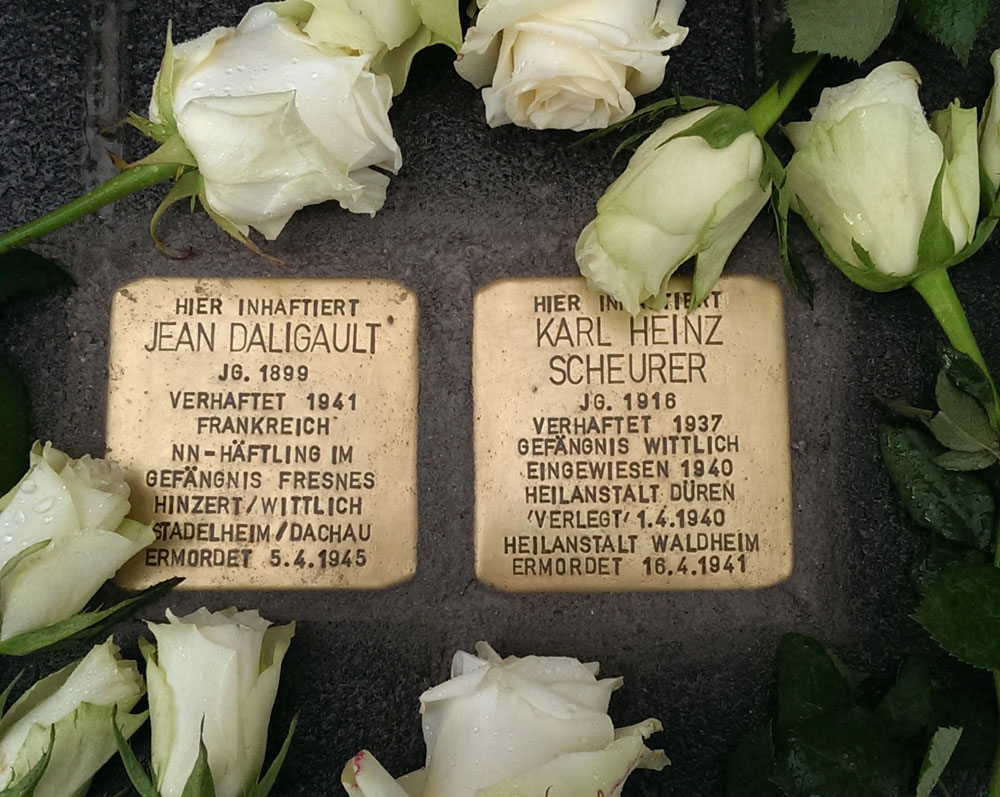 HIER INHAFTIERT
JEAN DALIGAULT
JG. 1899
VERHAFTET 1941
FRANKREICH
NN-HÄFTLING IM
GEFÄNGNIS FRESNES
HINZERT/WITTLICH
STADELHEIM/DACHAU
ERMORDET 5.4.1945
HIER INHAFTIERT
KARL HEINZ
SCHEURER
JG. 1916
VERHAFTET 1937
GEFÄNGNIS WITTLICH
EINGEWIESEN 1940
HEILANSTALT DÜREN
'VERLEGT' 1.4.1940
HEILANSTALT WALDHEIM
ERMORDET 16.4.1941